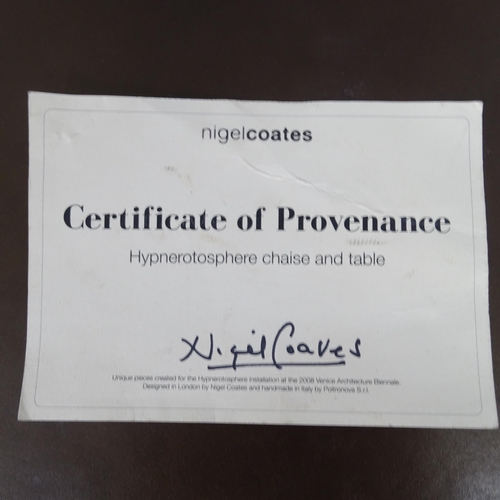 nigelcoates
Certificate of Provenance
Hypnerotosphere chaise and table
Nigel Coates
Unique pieces created for the Hypnerotosphere installation at the 2008 Venice Architecture Biennale.
Designed in London by Nigel Coates and handmade in Italy by Poltronova S.r.l.